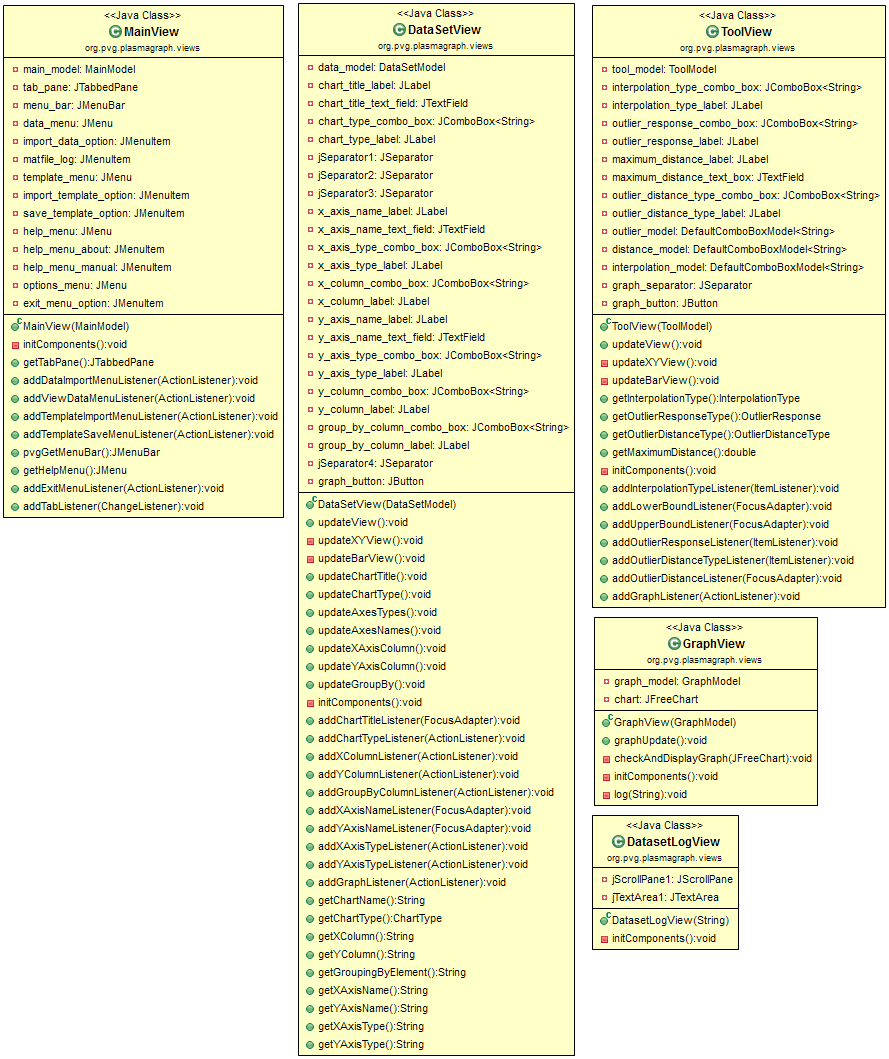 <<Java Class>>
MainView
org.pvg.plasmagraph.views
main_model: MainModel
tab_pane: JTabbedPane
menu_bar: JMenuBar
data_menu: JMenu
import_data_option: JMenuItem
matfile_log: JMenuItem
template_menu: JMenu
import_template_option: JMenuItem
save_template_option: JMenuItem
help_menu: JMenu
help_menu_about: JMenuItem
help_menu_manual: JMenuItem
options_menu: JMenu
exit_menu_option: JMenuItem
MainView(MainModel)
initComponents():void
getTabPane():JTabbedPane
addDataImportMenuListener(ActionListener):void
addViewDataMenuListener(ActionListener):void
addTemplateImportMenuListener(ActionListener):void
addTemplateSaveMenuListener(ActionListener):void
pvgGetMenuBar():JMenuBar
getHelpMenu():JMenu
addExitMenuListener(ActionListener):void
addTabListener(ChangeListener):void
<<Java Class>>
DataSetView
org.pvg.plasmagraph.views
data_model: DataSetModel
chart_title_label: JLabel
chart_title_text_field: JTextField
chart_type_combo_box: JComboBox<String>
chart_type_label: JLabel
jSeparator1: JSeparator
jSeparator2: JSeparator
jSeparator3: JSeparator
x_axis_name_label: JLabel
x_axis_name_text_field: JTextField
x_axis_type_combo_box: JComboBox<String>
x_axis_type_label: JLabel
x_column_combo_box: JComboBox<String>
x_column_label: JLabel
y_axis_name_label: JLabel
y_axis_name_text_field: JTextField
y_axis_type_combo_box: JComboBox<String>
y_axis_type_label: JLabel
y_column_combo_box: JComboBox<String>
y_column_label: JLabel
group_by_column_combo_box: JComboBox<String>
group_by_column_label: JLabel
jSeparator4: JSeparator
graph_button: JButton
DataSetView(DataSetModel)
updateView():void
updateXYView():void
updateBarView():void
updateChartTitle():void
updateChartType():void
updateAxesTypes():void
updateAxesNames():void
updateXAxisColumn():void
updateYAxisColumn():void
updateGroupBy():void
initComponents():void
addChartTitleListener(FocusAdapter):void
addChartTypeListener(ActionListener):void
addXColumnListener(ActionListener):void
addYColumnListener(ActionListener):void
addGroupByColumnListener(ActionListener):void
addXAxisNameListener(FocusAdapter):void
addYAxisNameListener(FocusAdapter):void
addXAxisTypeListener(ActionListener):void
addYAxisTypeListener(ActionListener):void
addGraphListener(ActionListener):void
getChartName():String
getChartType():ChartType
getXColumn():String
getYColumn():String
getGroupingByElement():String
getXAxisName():String
getYAxisName():String
getXAxisType():String
getYAxisType():String
<<Java Class>>
ToolView
org.pvg.plasmagraph.views
tool_model: ToolModel
interpolation_type_combo_box: JComboBox<String>
interpolation_type_label: JLabel
outlier_response_combo_box: JComboBox<String>
outlier_response_label: JLabel
maximum_distance_label: JLabel
maximum_distance_text_box: JTextField
outlier_distance_type_combo_box: JComboBox<String>
outlier_distance_type_label: JLabel
outlier_model: DefaultComboBoxModel<String>
distance_model: DefaultComboBoxModel<String>
interpolation_model: DefaultComboBoxModel<String>
graph_separator: JSeparator
graph_button: JButton
ToolView(ToolModel)
updateView():void
updateXYView():void
updateBarView():void
getInterpolationType():InterpolationType
getOutlierResponseType():OutlierResponse
getOutlierDistanceType():OutlierDistanceType
getMaximumDistance():double
initComponents():void
addInterpolationTypeListener(ItemListener):void
addLowerBoundListener(FocusAdapter):void
addUpperBoundListener(FocusAdapter):void
addOutlierResponseListener(ItemListener):void
addOutlierDistanceTypeListener(ItemListener):void
addOutlierDistanceListener(FocusAdapter):void
addGraphListener(ActionListener):void
<<Java Class>>
GraphView
org.pvg.plasmagraph.views
graph_model: GraphModel
chart: JFreeChart
GraphView(GraphModel)
graphUpdate():void
checkAndDisplayGraph(JFreeChart):void
initComponents():void
log(String):void
<<Java Class>>
DatasetLogView
org.pvg.plasmagraph.views
jScrollPane1: JScrollPane
jTextArea1: JTextArea
DatasetLogView(String)
initComponents():void